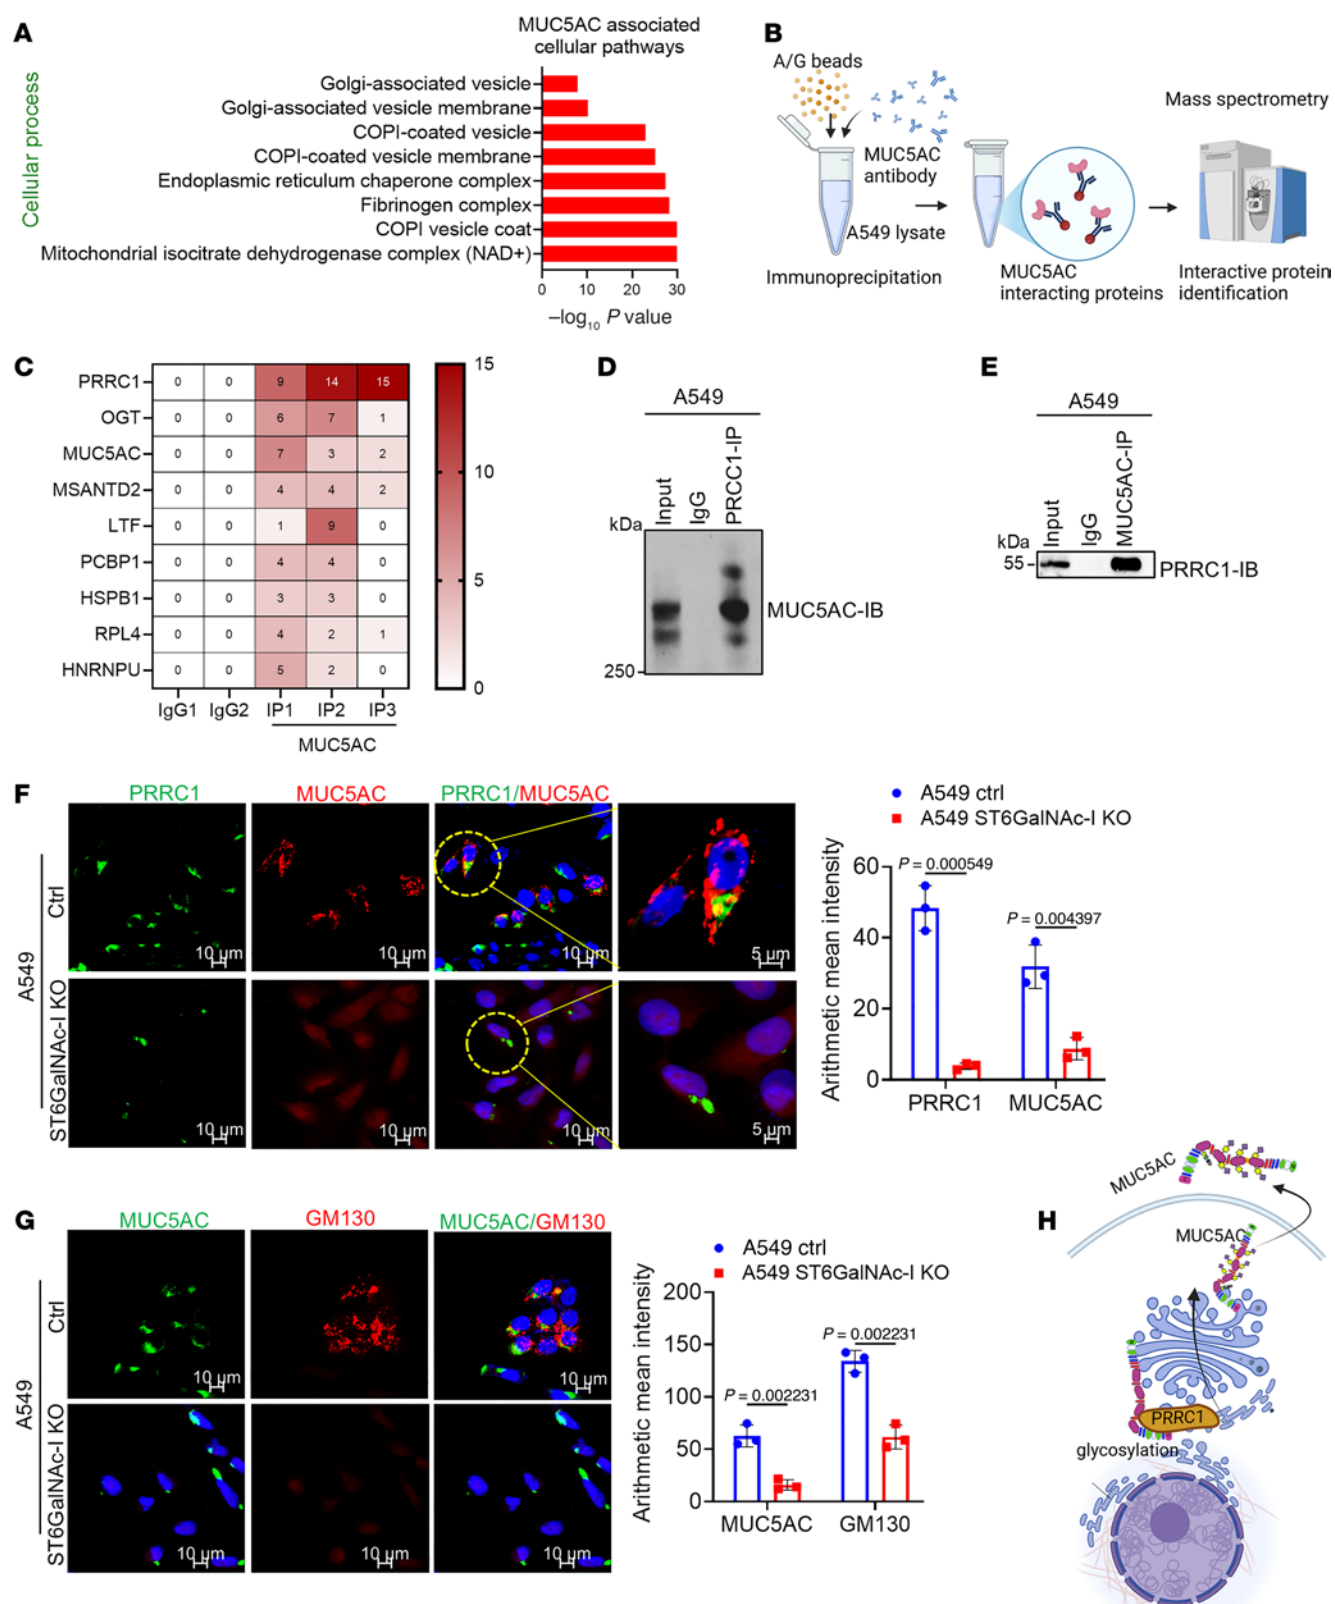 A
MUC5AC associated
cellular pathways
Cellular process
Golgi-associated vesicle
Golgi-associated vesicle membrane
COPI-coated vesicle
COPI-coated vesicle membrane
Endoplasmic reticulum chaperone complex
Fibrinogen complex
COPI vesicle coat
Mitochondrial isocitrate dehydrogenase complex (NAD+)
0 10 20 30
–log10 P value
B
A/G beads
MUC5AC
antibody
A549 lysate
Immunoprecipitation
MUC5AC
interacting proteins
Mass spectrometry
Interactive protein
identification
C
PRRC1 0 0 9 14 15
OGT 0 0 6 7 1
MUC5AC 0 0 7 3 2
MSANTD2 0 0 4 4 2
LTF 0 0 1 9 0
PCBP1 0 0 4 4 0
HSPB1 0 0 3 3 0
RPL4 0 0 4 2 1
HNRNPU 0 0 5 2 0
IgG1 IgG2 IP1 IP2 IP3
MUC5AC
15
10
5
0
D
A549
Input IgG PRCC1-IP
kDa
MUC5AC-IB
250
E
A549
Input IgG MUC5AC-IP
kDa
55
PRRC1-IB
F
PRRC1 MUC5AC PRRC1/MUC5AC
A549
Ctrl
10 µm 10 µm 10 µm 5 µm
ST6GalNAc-I KO
10 µm 10 µm 10 µm 5 µm
A549 ctrl
A549 ST6GalNAc-I KO
Arithmetic mean intensity
60
40
20
0
P = 0.000549
P = 0.004397
PRRC1 MUC5AC
G
MUC5AC GM130 MUC5AC/GM130
A549
Ctrl
10 µm 10 µm 10 µm
ST6GalNAc-I KO
10 µm 10 µm 10 µm
A549 ctrl
A549 ST6GalNAc-I KO
Arithmetic mean intensity
200
150
100
50
0
P = 0.002231
P = 0.002231
MUC5AC GM130
H
MUC5AC
MUC5AC
PRRC1
glycosylation